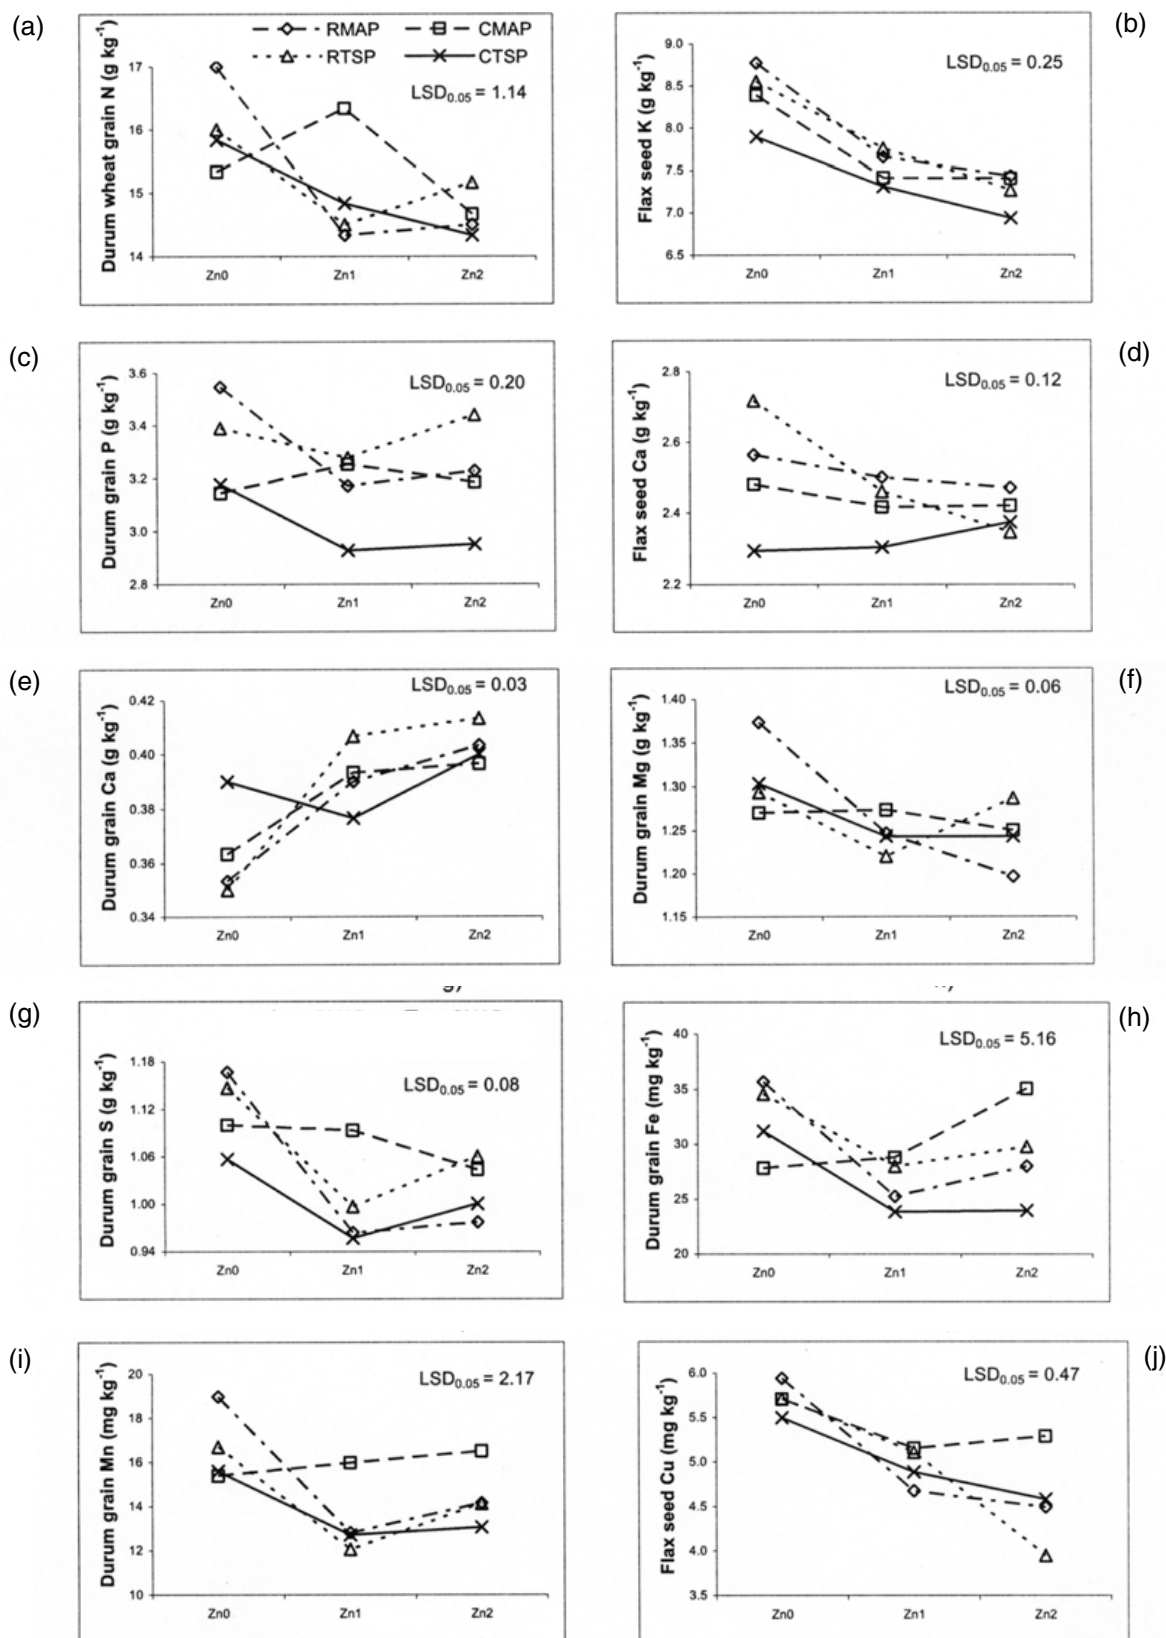 (a)
RMAP
CMAP
RTSP
CTSP
Durum wheat grain N (g kg⁻¹)
LSD0.05 = 1.14
17
16
15
14
Zn0
Zn1
Zn2
(b)
Flax seed K (g kg⁻¹)
LSD0.05 = 0.25
9.0
8.5
8.0
7.5
7.0
6.5
Zn0
Zn1
Zn2
(c)
Durum grain P (g kg⁻¹)
LSD0.05 = 0.20
3.6
3.4
3.2
3.0
2.8
Zn0
Zn1
Zn2
(d)
Flax seed Ca (g kg⁻¹)
LSD0.05 = 0.12
2.8
2.6
2.4
2.2
Zn0
Zn1
Zn2
(e)
Durum grain Ca (g kg⁻¹)
LSD0.05 = 0.03
0.42
0.40
0.38
0.36
0.34
Zn0
Zn1
Zn2
(f)
Durum grain Mg (g kg⁻¹)
LSD0.05 = 0.06
1.40
1.35
1.30
1.25
1.20
1.15
Zn0
Zn1
Zn2
(g)
Durum grain S (g kg⁻¹)
LSD0.05 = 0.08
1.18
1.12
1.06
1.00
0.94
Zn0
Zn1
Zn2
(h)
Durum grain Fe (mg kg⁻¹)
LSD0.05 = 5.16
40
35
30
25
20
Zn0
Zn1
Zn2
(i)
Durum grain Mn (mg kg⁻¹)
LSD0.05 = 2.17
20
18
16
14
12
10
Zn0
Zn1
Zn2
(j)
Flax seed Cu (mg kg⁻¹)
LSD0.05 = 0.47
6.0
5.5
5.0
4.5
4.0
3.5
Zn0
Zn1
Zn2